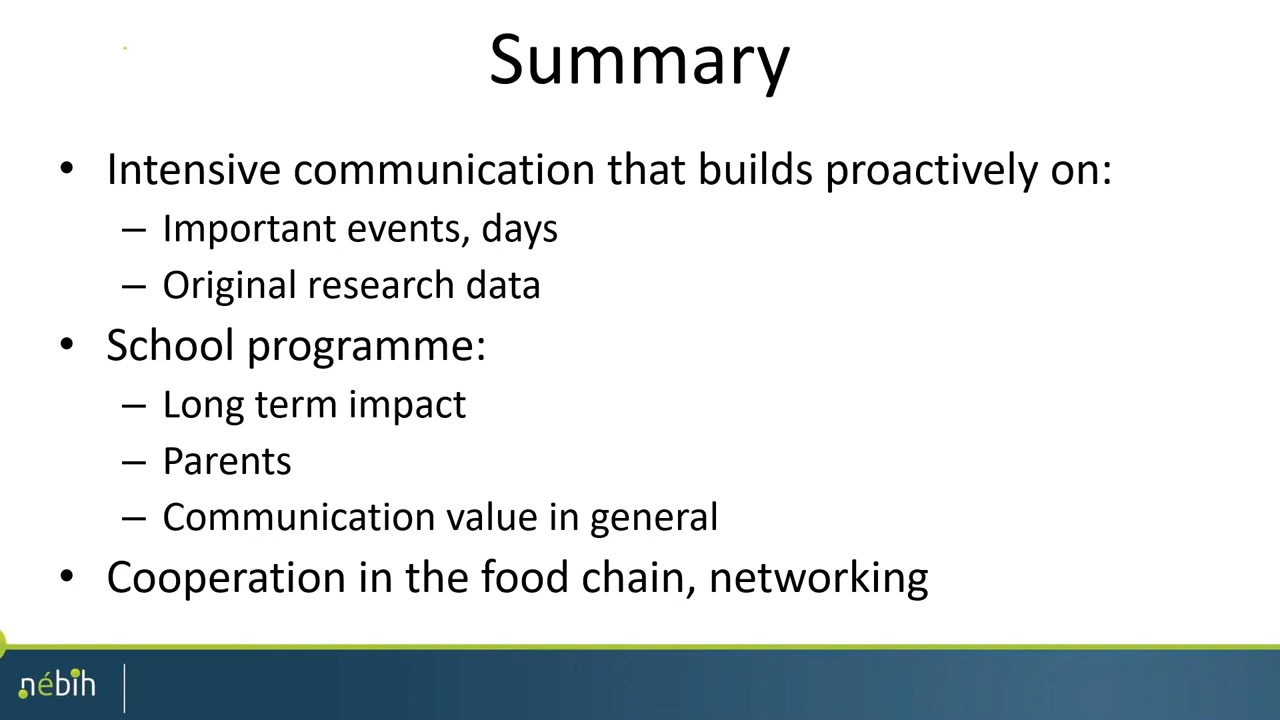 Summary
• Intensive communication that builds proactively on:
– Important events, days
– Original research data
• School programme:
– Long term impact
– Parents
– Communication value in general
• Cooperation in the food chain, networking
nébih